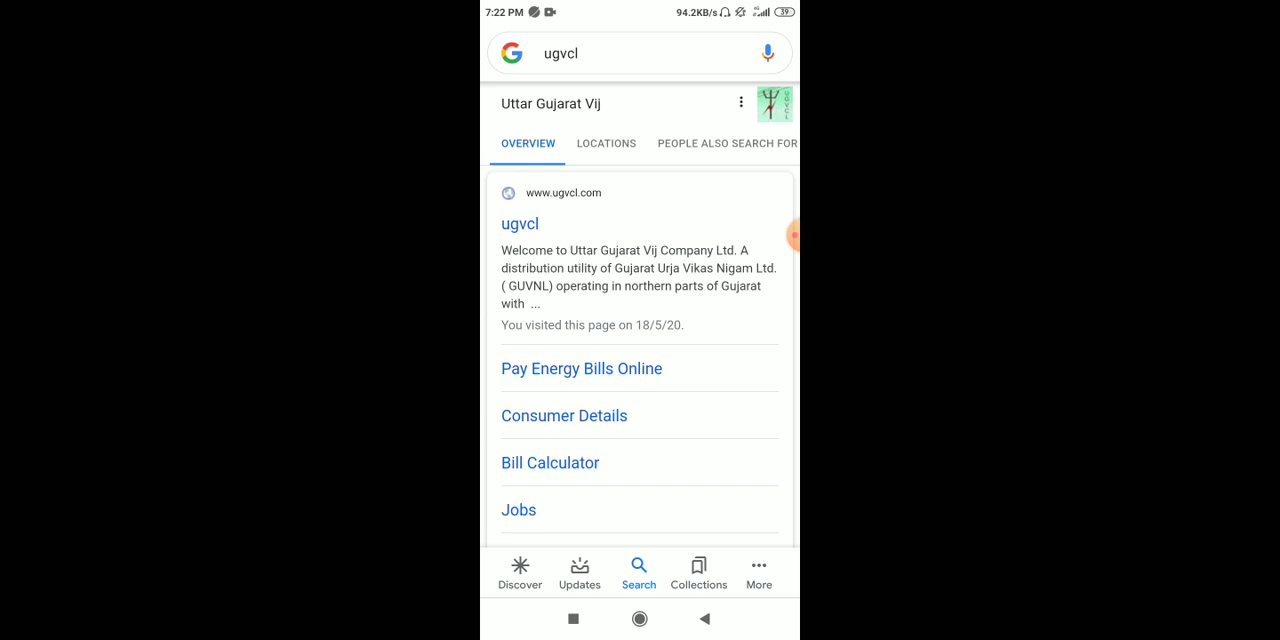 7:22 PM 94.2KB/s 39
ugvcl
Uttar Gujarat Vij
OVERVIEW LOCATIONS PEOPLE ALSO SEARCH FOR
www.ugvcl.com
ugvcl
Welcome to Uttar Gujarat Vij Company Ltd. A
distribution utility of Gujarat Urja Vikas Nigam Ltd.
( GUVNL) operating in northern parts of Gujarat
with ...
You visited this page on 18/5/20.
Pay Energy Bills Online
Consumer Details
Bill Calculator
Jobs
Discover Updates Search Collections More